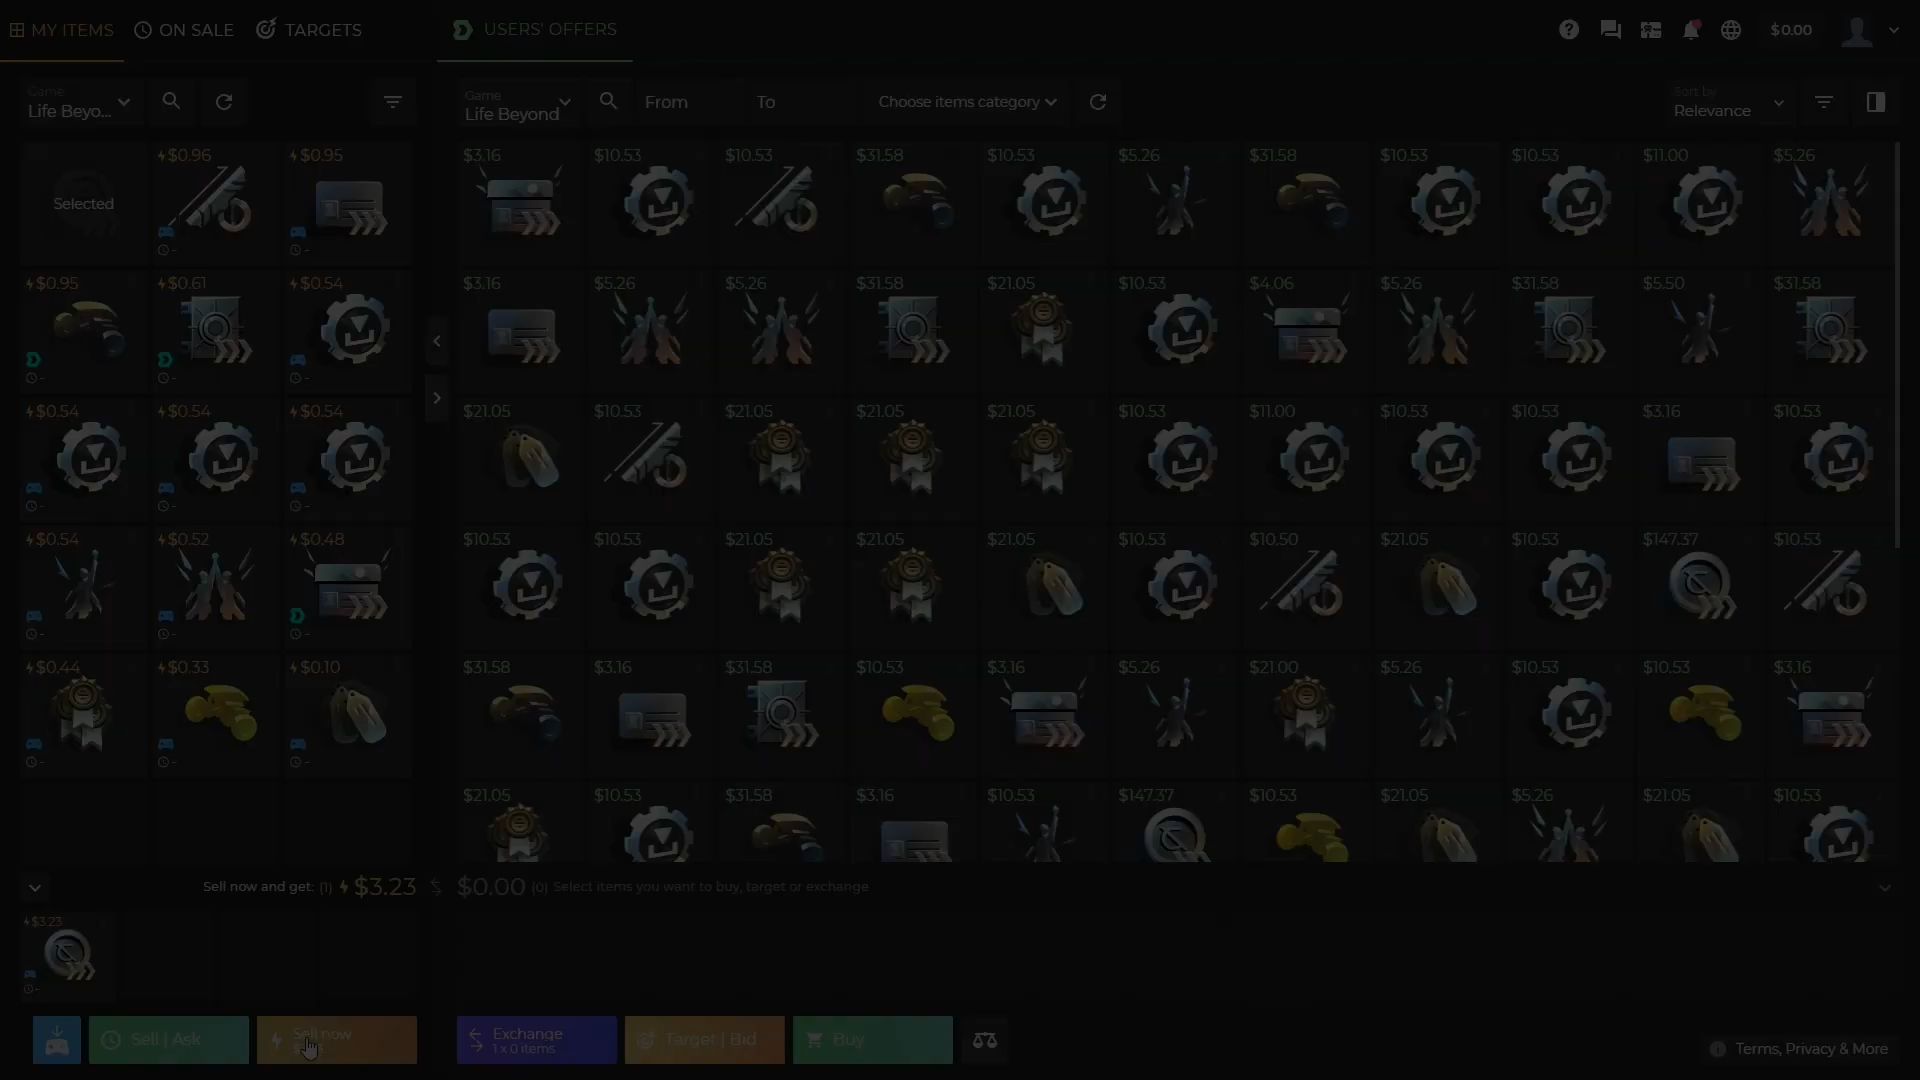 MY ITEMS ON SALE TARGETS USERS' OFFERS $0.00
Game
Life Beyo...
Game
Life Beyond From To Choose items category
Sort by
Relevance
Selected $0.96 $0.95
$3.16 $10.53 $10.53 $31.58 $10.53 $5.26 $31.58 $10.53 $10.53 $11.00 $5.26
$0.95 $0.61 $0.54
$3.16 $5.26 $5.26 $31.58 $21.05 $10.53 $4.06 $5.26 $31.58 $5.50 $31.58
$0.54 $0.54 $0.54
$21.05 $10.53 $21.05 $21.05 $21.05 $10.53 $11.00 $10.53 $10.53 $3.16 $10.53
$0.54 $0.52 $0.48
$10.53 $10.53 $21.05 $21.05 $21.05 $10.53 $10.50 $21.05 $10.53 $147.37 $10.53
$0.44 $0.33 $0.10
$31.58 $3.16 $31.58 $10.53 $3.16 $5.26 $21.00 $5.26 $10.53 $10.53 $3.16
$21.05 $10.53 $31.58 $3.16 $10.53 $147.37 $10.53 $21.05 $5.26 $21.05 $10.53
Sell now and get: (1) $3.23 $0.00 (0) Select items you want to buy, target or exchange
$3.23
Sell | Ask
Sell now
Exchange
1 x 0 items
Target | Bid
Buy
Terms, Privacy & More